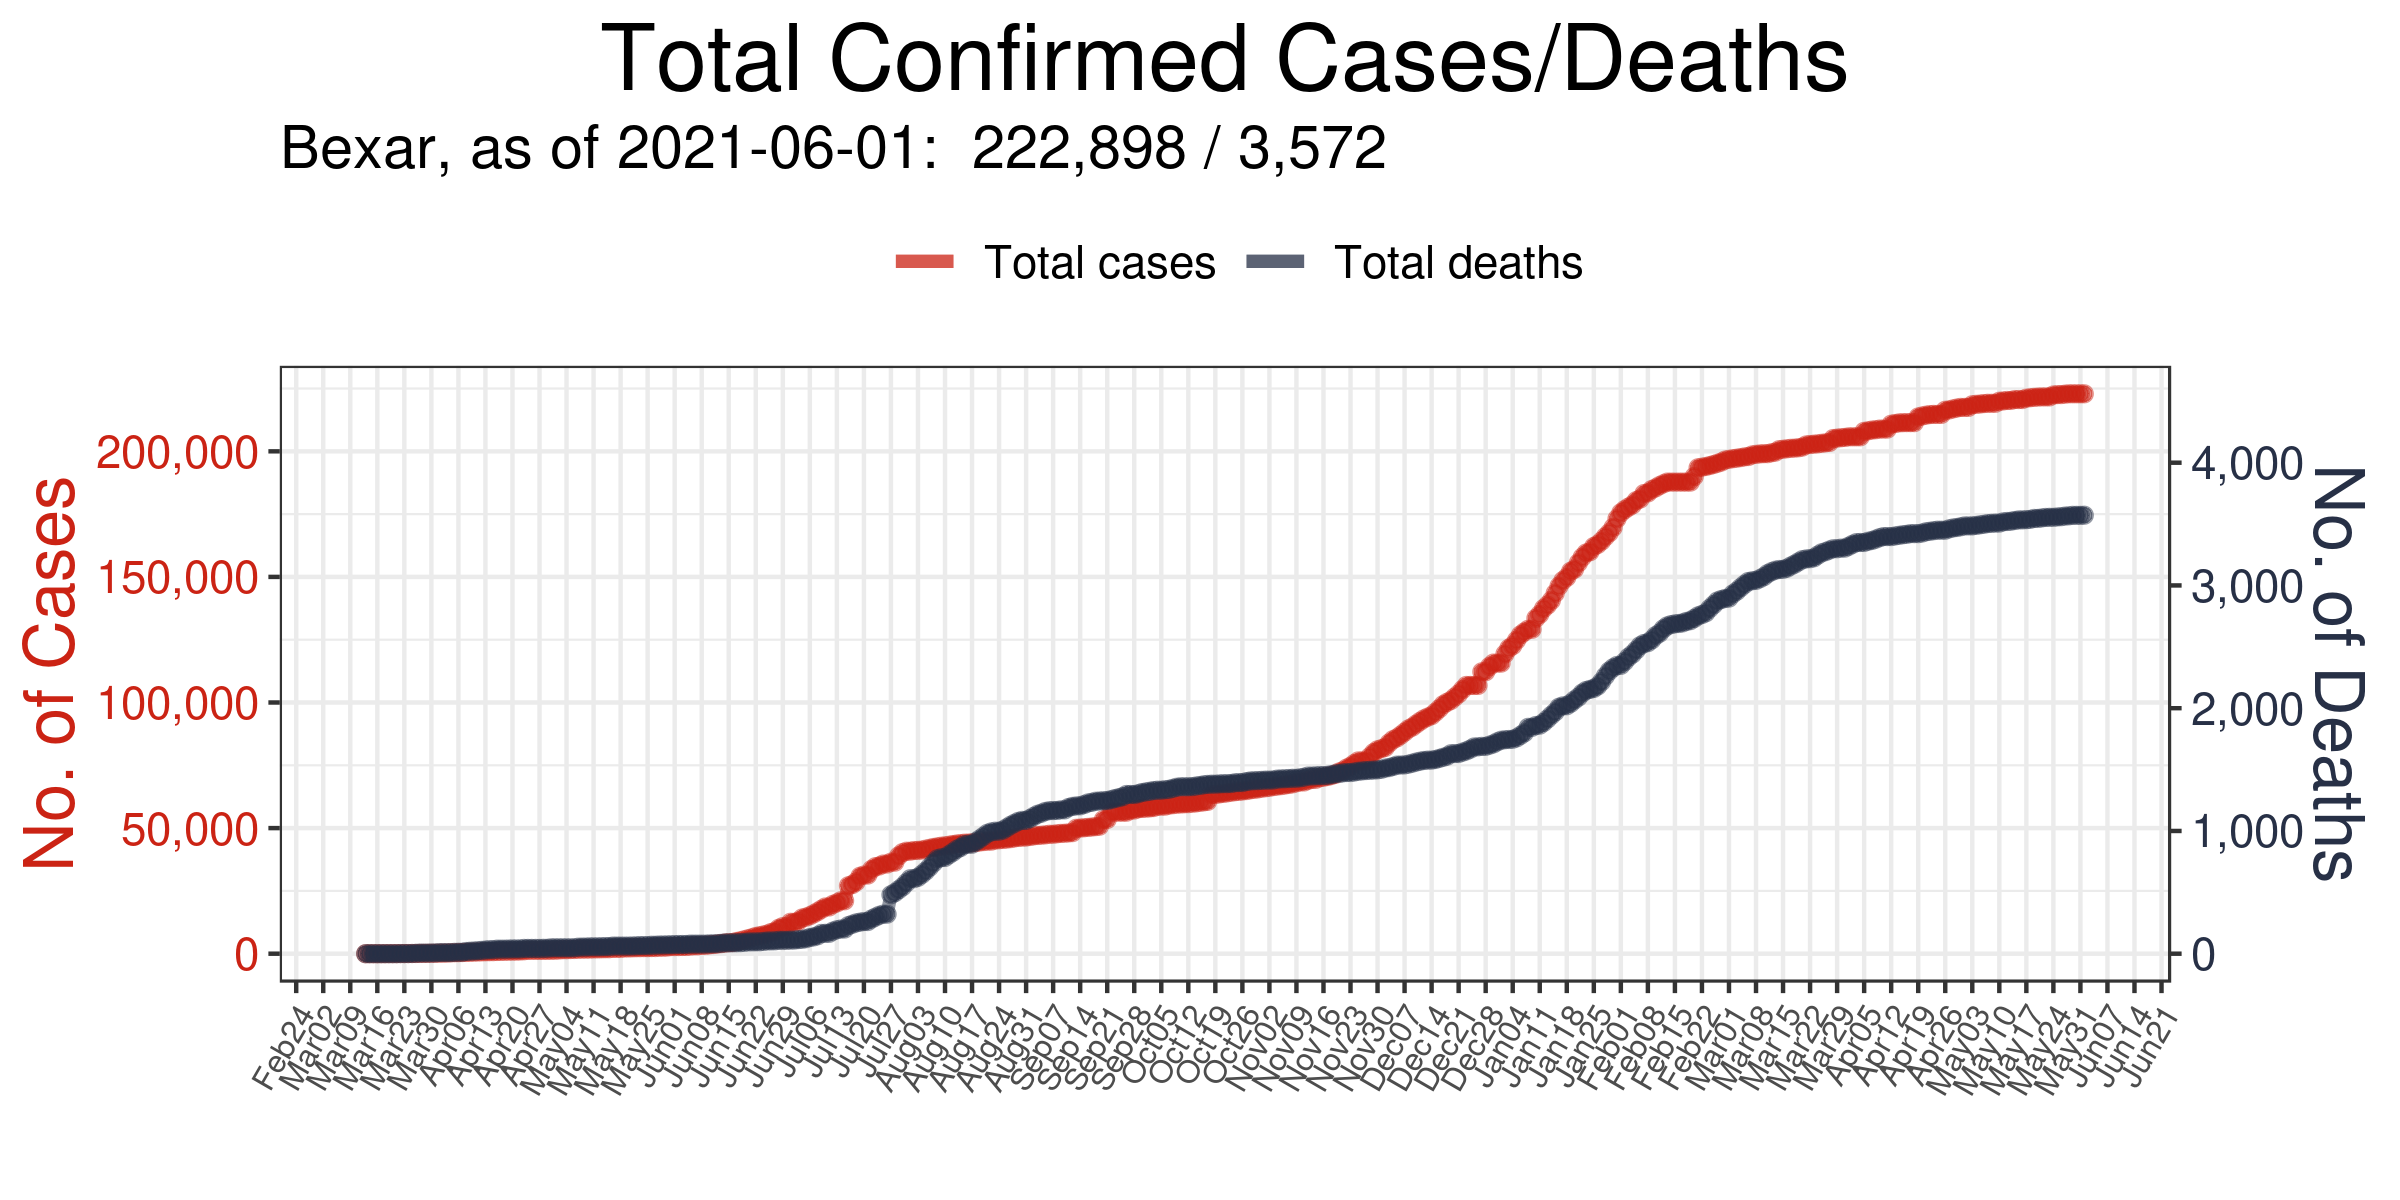 Total Confirmed Cases/Deaths
Bexar, as of 2021-06-01:  222,898 / 3,572
Total cases
Total deaths
No. of Cases
200,000
150,000
100,000
50,000
0
4,000
3,000
2,000
1,000
0
No. of Deaths
Feb24
Mar02
Mar09
Mar16
Mar23
Mar30
Apr06
Apr13
Apr20
Apr27
May04
May11
May18
May25
Jun01
Jun08
Jun15
Jun22
Jun29
Jul06
Jul13
Jul20
Jul27
Aug03
Aug10
Aug17
Aug24
Aug31
Sep07
Sep14
Sep21
Sep28
Oct05
Oct12
Oct19
Oct26
Nov02
Nov09
Nov16
Nov23
Nov30
Dec07
Dec14
Dec21
Dec28
Jan04
Jan11
Jan18
Jan25
Feb01
Feb08
Feb15
Feb22
Mar01
Mar08
Mar15
Mar22
Mar29
Apr05
Apr12
Apr19
Apr26
May03
May10
May17
May24
May31
Jun07
Jun14
Jun21